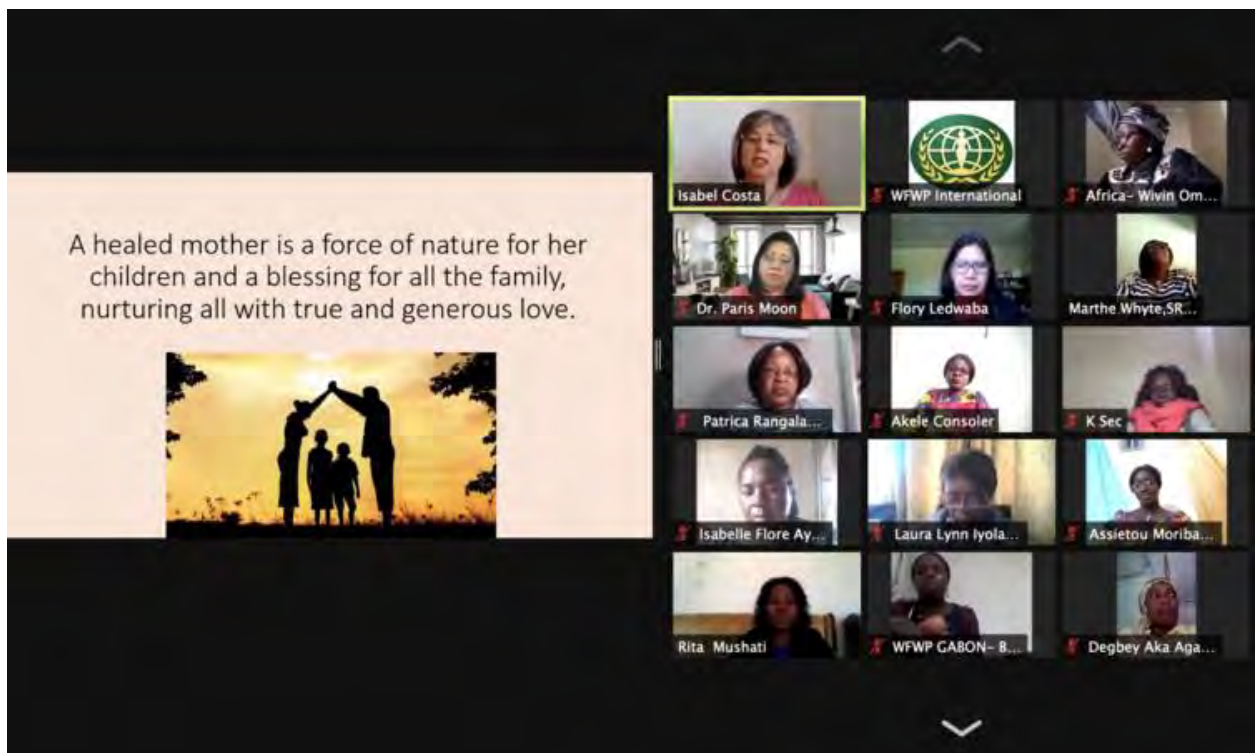 A healed mother is a force of nature for her
children and a blessing for all the family,
nurturing all with true and generous love.
Isabel Costa
WFWP International
Africa- Wivin Om...
Dr. Paris Moon
Flory Ledwaba
Marthe Whyte,SR...
Patrica Rangala...
Akele Consoler
K Sec
Isabelle Flore Ay...
Laura Lynn Iyola...
Assietou Moriba...
Rita Mushati
WFWP GABON- B...
Degbey Aka Aga...